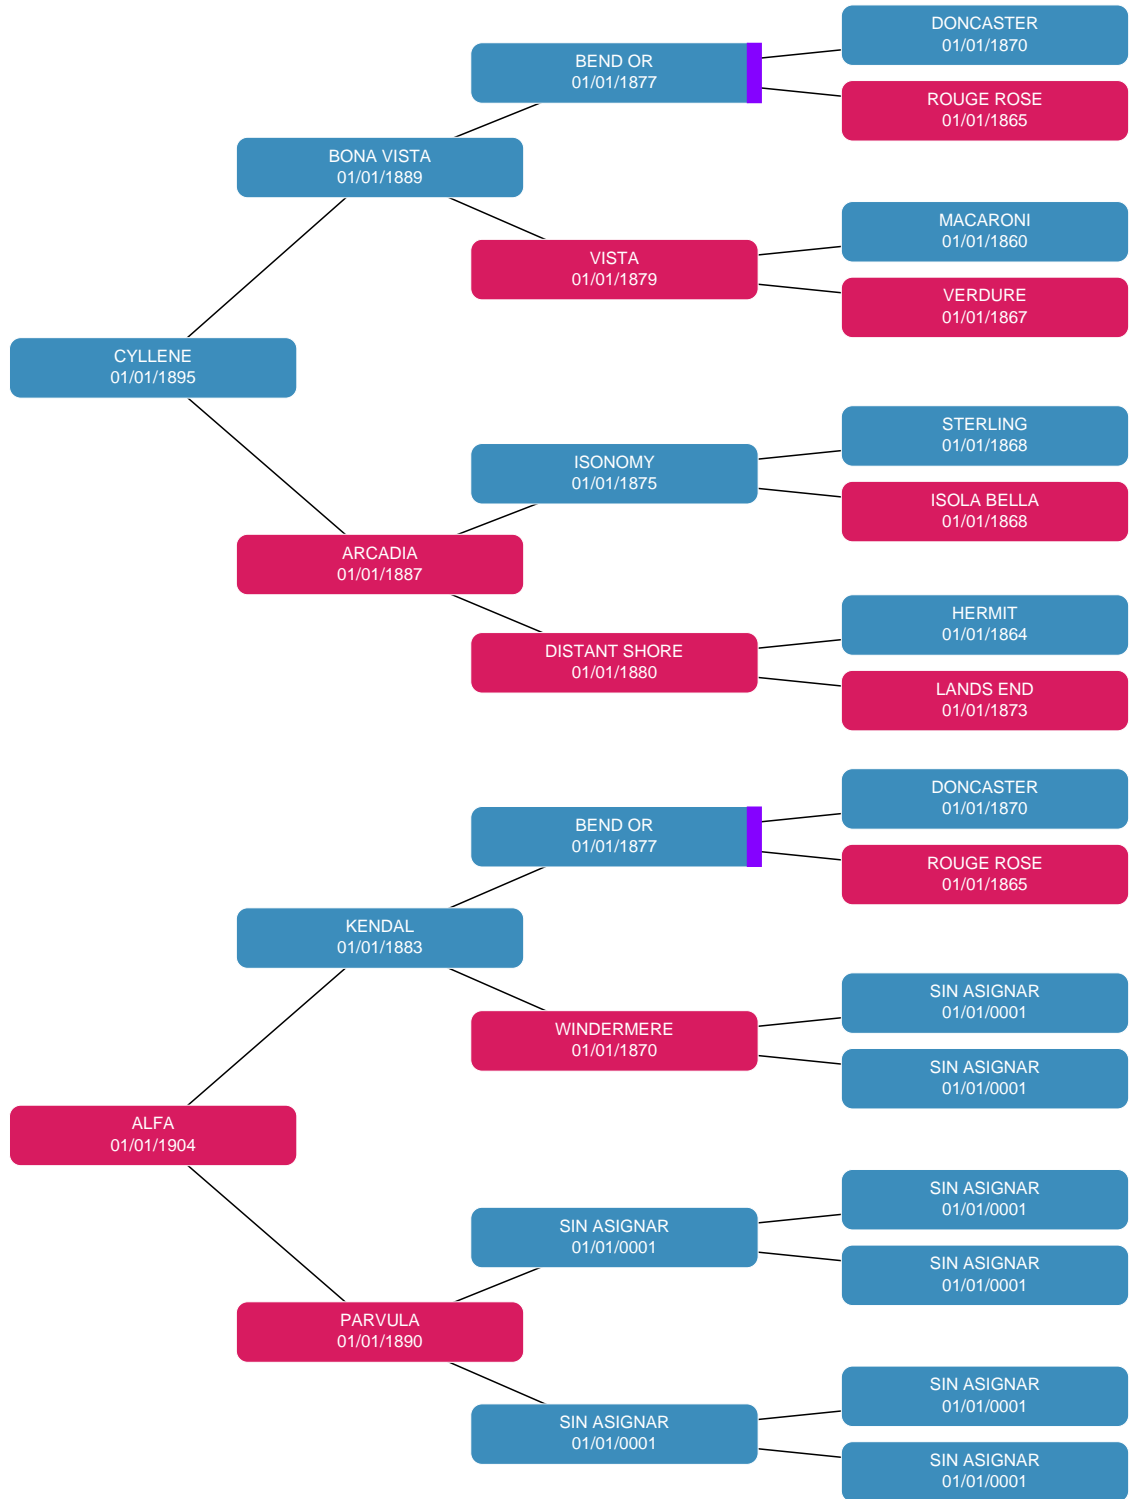 DONCASTER
01/01/1870
BEND OR
01/01/1877
ROUGE ROSE
01/01/1865
BONA VISTA
01/01/1889
MACARONI
01/01/1860
VISTA
01/01/1879
VERDURE
01/01/1867
CYLLENE
01/01/1895
STERLING
01/01/1868
ISONOMY
01/01/1875
ISOLA BELLA
01/01/1868
ARCADIA
01/01/1887
HERMIT
01/01/1864
DISTANT SHORE
01/01/1880
LANDS END
01/01/1873
DONCASTER
01/01/1870
BEND OR
01/01/1877
ROUGE ROSE
01/01/1865
KENDAL
01/01/1883
SIN ASIGNAR
01/01/0001
WINDERMERE
01/01/1870
SIN ASIGNAR
01/01/0001
ALFA
01/01/1904
SIN ASIGNAR
01/01/0001
SIN ASIGNAR
01/01/0001
SIN ASIGNAR
01/01/0001
PARVULA
01/01/1890
SIN ASIGNAR
01/01/0001
SIN ASIGNAR
01/01/0001
SIN ASIGNAR
01/01/0001